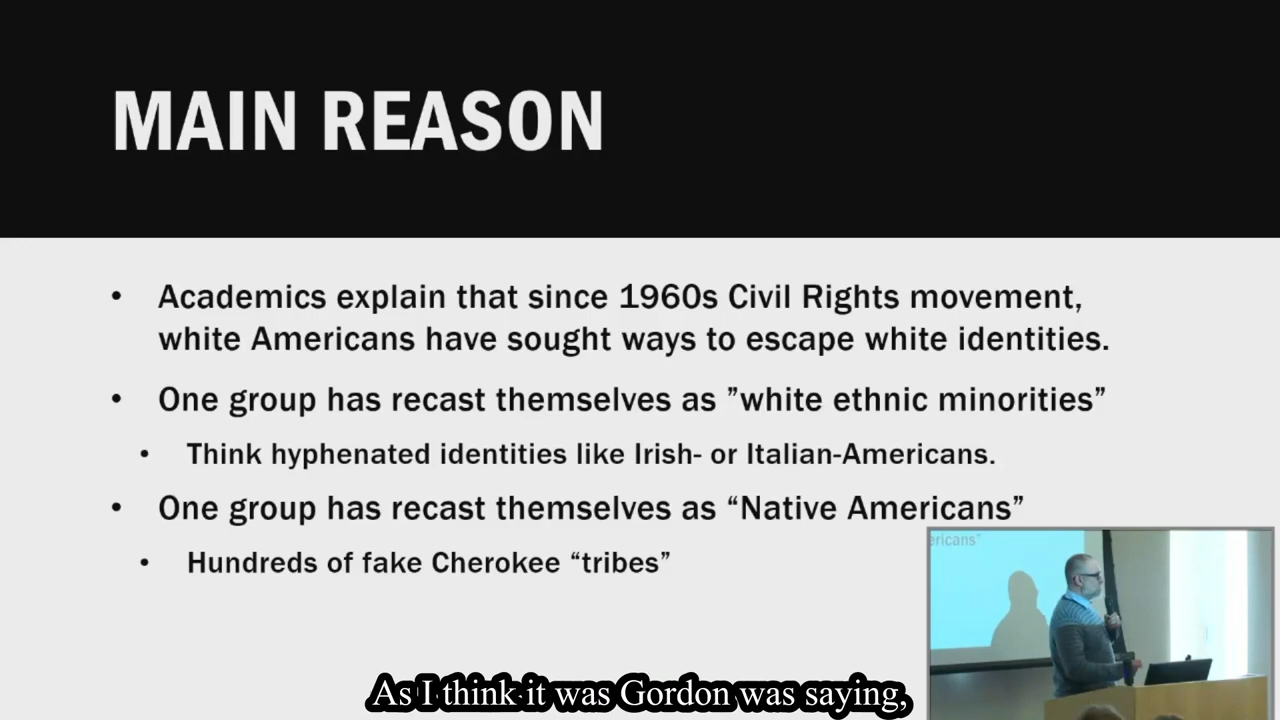 MAIN REASON
• Academics explain that since 1960s Civil Rights movement,
white Americans have sought ways to escape white identities.
• One group has recast themselves as ”white ethnic minorities”
• Think hyphenated identities like Irish- or Italian-Americans.
• One group has recast themselves as “Native Americans”
• Hundreds of fake Cherokee “tribes”
ericans”
As I think it was Gordon was saying,